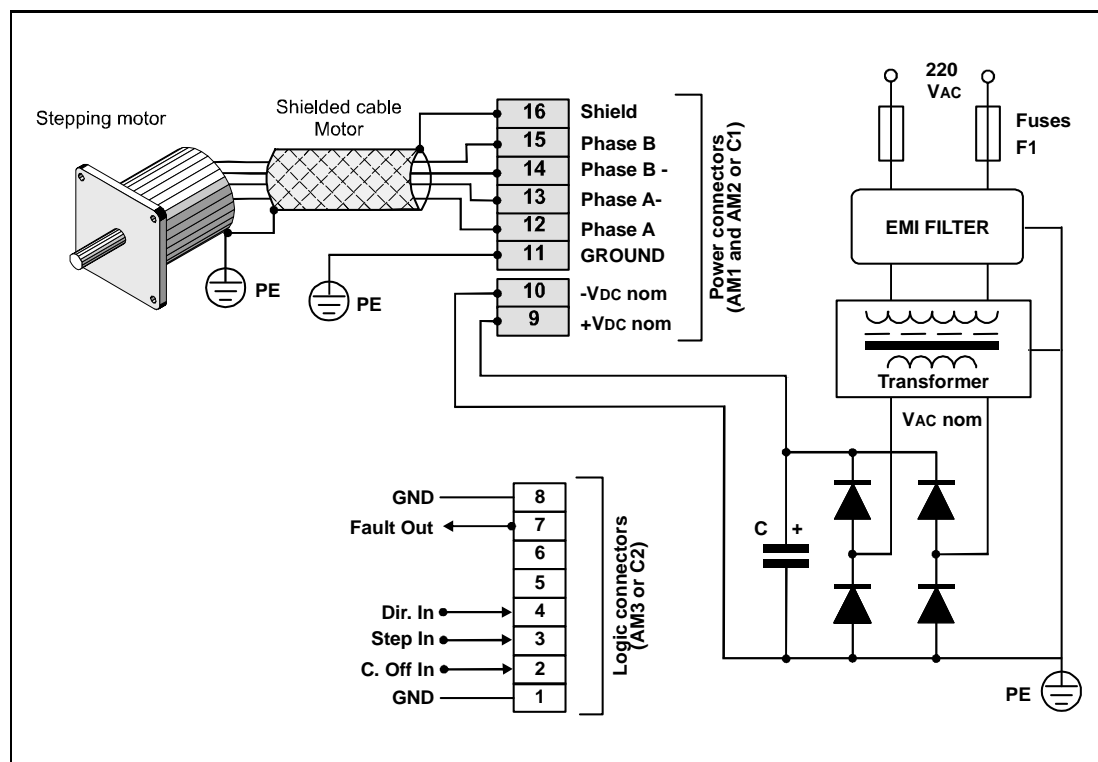 Stepping motor
Shielded cable
Motor
PE
PE
16 Shield
15 Phase B
14 Phase B -
13 Phase A-
12 Phase A
11 GROUND
10 -VDC nom
9 +VDC nom
Power connectors
(AM1 and AM2 or C1)
220
VAC
Fuses
F1
EMI FILTER
Transformer
VAC nom
C +
PE
GND 8
Fault Out 7
6
5
Dir. In 4
Step In 3
C. Off In 2
GND 1
Logic connectors
(AM3 or C2)